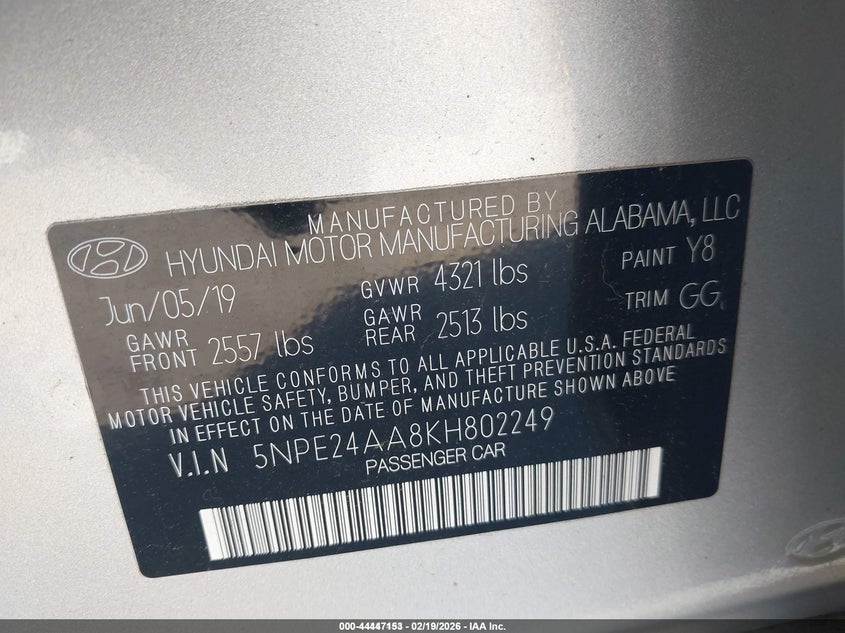 MANUFACTURED BY
HYUNDAI MOTOR MANUFACTURING ALABAMA, LLC
Jun/05/19 GVWR 4321 lbs PAINT Y8
GAWR FRONT 2557 lbs GAWR REAR 2513 lbs TRIM GG
THIS VEHICLE CONFORMS TO ALL APPLICABLE U.S.A. FEDERAL
MOTOR VEHICLE SAFETY, BUMPER, AND THEFT PREVENTION STANDARDS
IN EFFECT ON THE DATE OF MANUFACTURE SHOWN ABOVE
V.I.N 5NPE24AA8KH802249
PASSENGER CAR
000-44447153 - 02/19/2026 - IAA Inc.